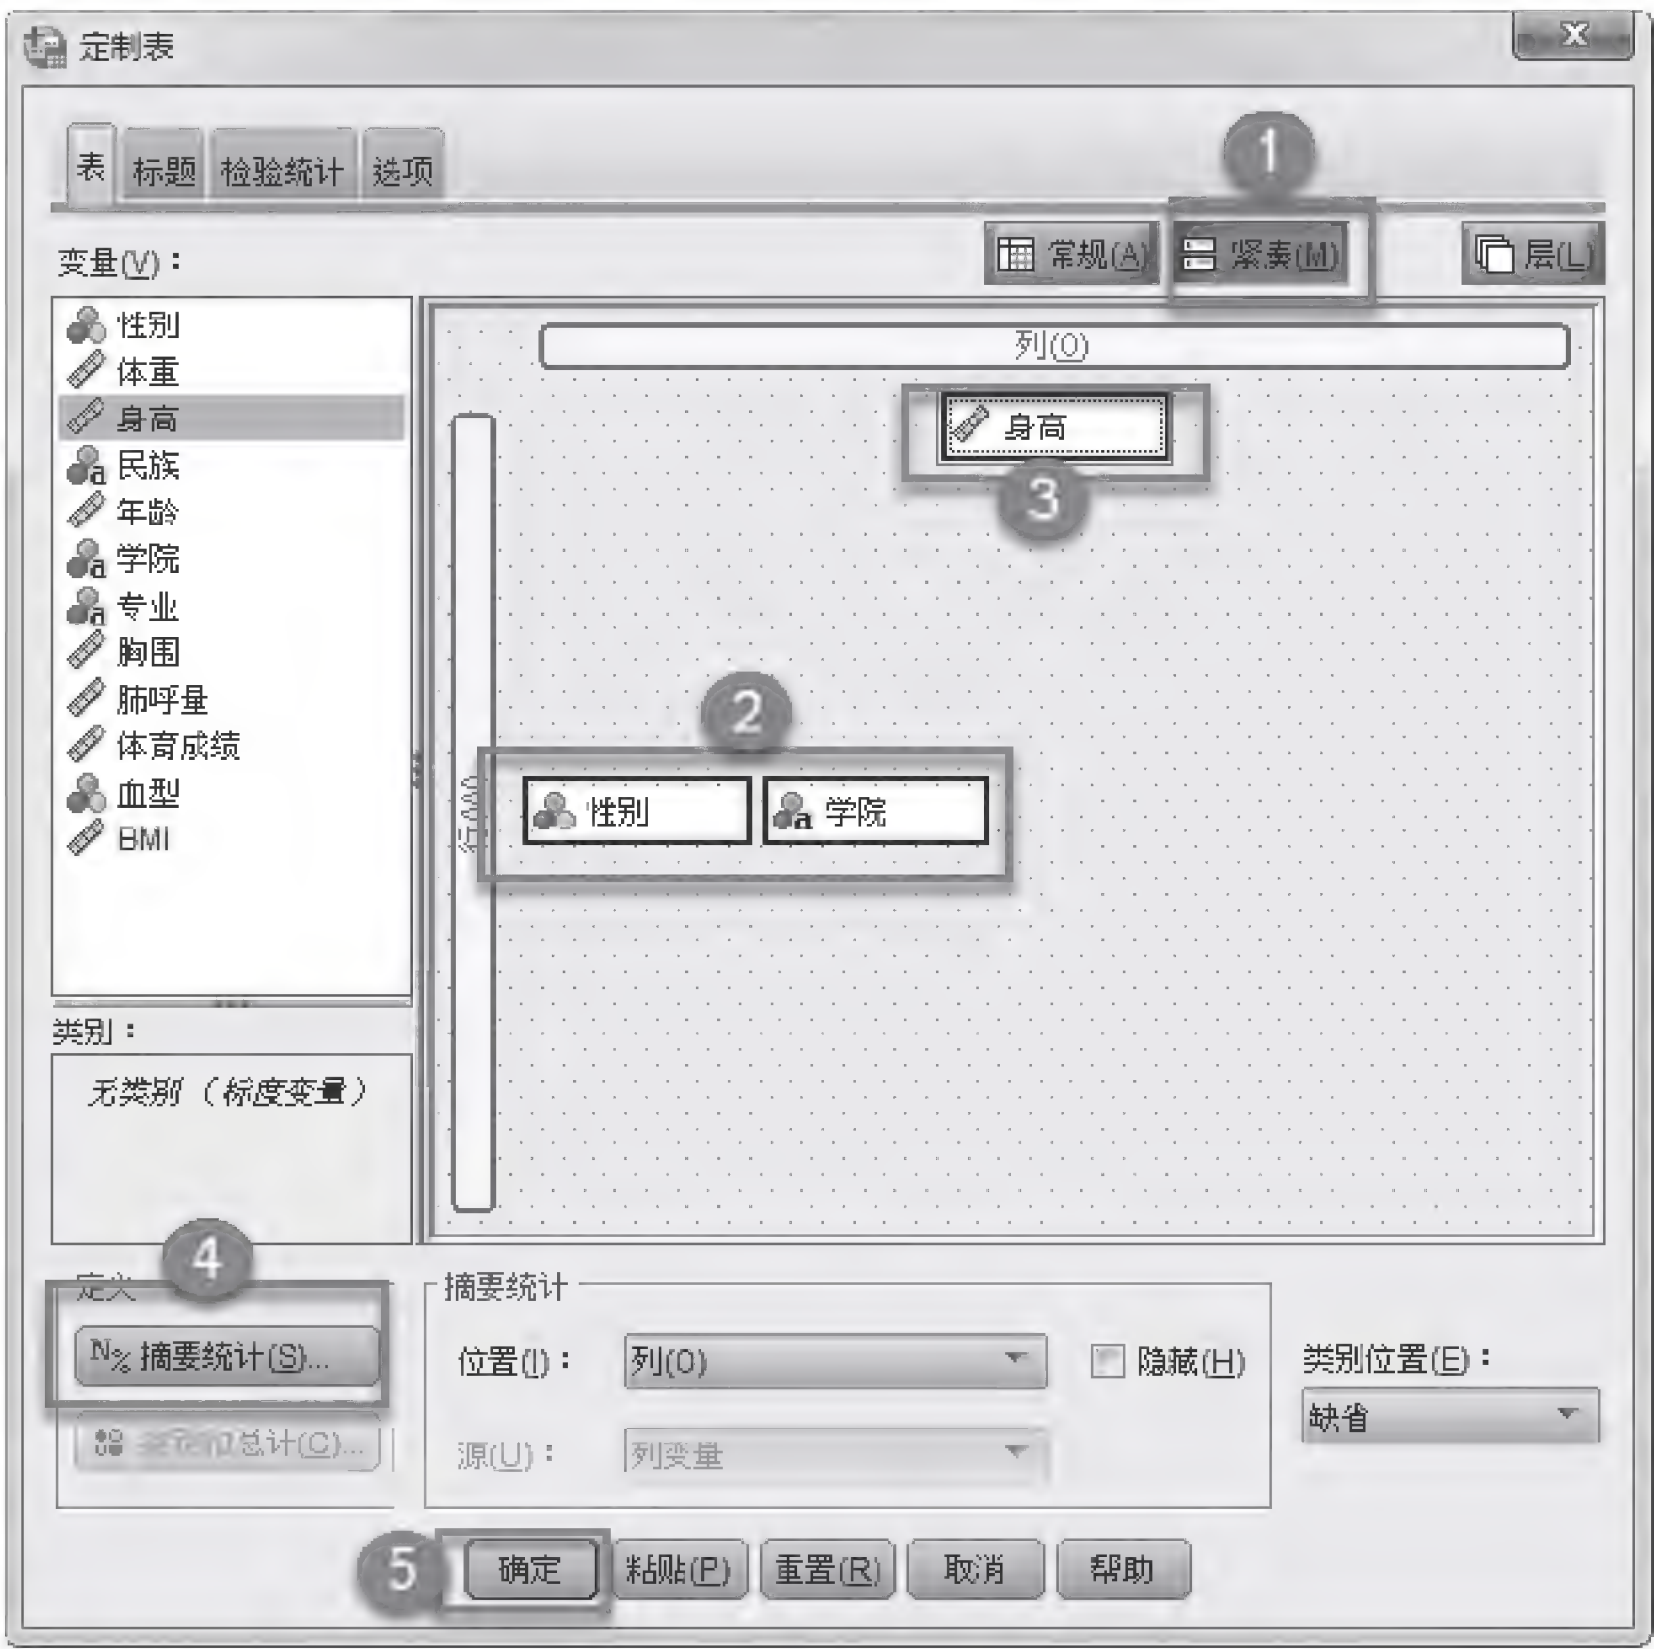 定制表
表 标题 检验统计 选项
1
变量(V)：
常规(A) 紧凑(M) 层(L)
性别
体重
身高
民族
年龄
学院
专业
胸围
肺呼量
体育成绩
血型
BMI
列(O)
身高
3
2
性别 学院
类别：
无类别（标度变量）
4
定义
N% 摘要统计(S)...
总计(C)...
摘要统计
位置(I)： 列(O) 隐藏(H)
源(U)： 列变量
类别位置(E)：
缺省
5
确定 粘贴(P) 重置(R) 取消 帮助